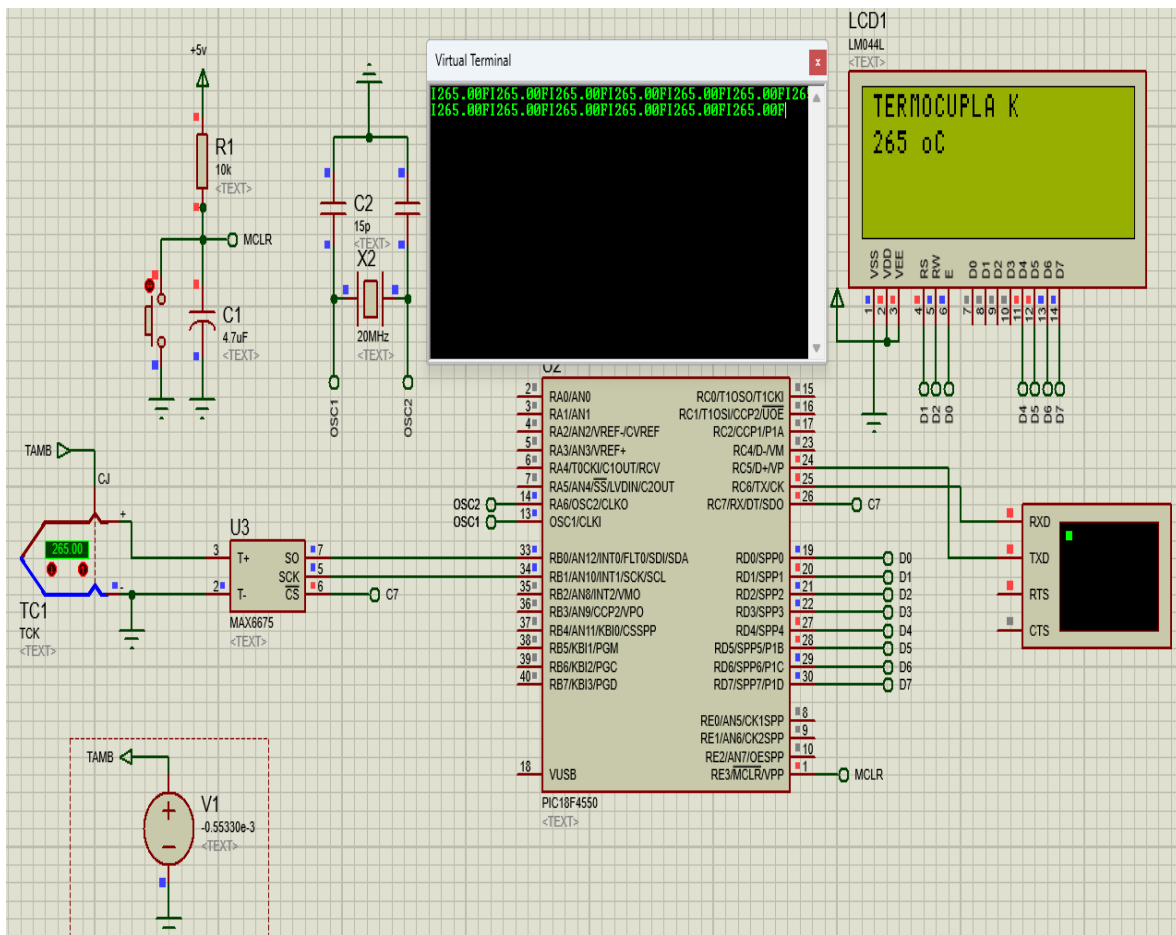 +5v
R1
10k
<TEXT>
MCLR
C1
4.7uF
<TEXT>
C2
15p
<TEXT>
X2
20MHz
<TEXT>
OSC1
OSC2
Virtual Terminal
x
I265.00FI265.00FI265.00FI265.00FI265.00FI265.00FI265
I265.00FI265.00FI265.00FI265.00FI265.00FI265.00F
LCD1
LM044L
<TEXT>
TERMOCUPLA K
265 oC
VSS
VDD
VEE
RS
RW
E
D0
D1
D2
D3
D4
D5
D6
D7
1
2
3
4
5
6
7
8
9
10
11
12
13
14
D1
D2
D0
D4
D5
D6
D7
TAMB
CJ
+
-
265.00
TC1
TCK
<TEXT>
U3
3 T+ SO 7
SCK 5
2 T- CS 6
C7
MAX6675
<TEXT>
OSC2
OSC1
U2
2 RA0/AN0 RC0/T1OSO/T1CKI 15
3 RA1/AN1 RC1/T1OSI/CCP2/UOE 16
4 RA2/AN2/VREF-/CVREF RC2/CCP1/P1A 17
5 RA3/AN3/VREF+ RC4/D-/VM 23
6 RA4/T0CKI/C1OUT/RCV RC5/D+/VP 24
7 RA5/AN4/SS/LVDIN/C2OUT RC6/TX/CK 25
14 RA6/OSC2/CLKO RC7/RX/DT/SDO 26 C7
13 OSC1/CLKI
33 RB0/AN12/INT0/FLT0/SDI/SDA RD0/SPP0 19 D0
34 RB1/AN10/INT1/SCK/SCL RD1/SPP1 20 D1
35 RB2/AN8/INT2/VMO RD2/SPP2 21 D2
36 RB3/AN9/CCP2/VPO RD3/SPP3 22 D3
37 RB4/AN11/KBI0/CSSPP RD4/SPP4 27 D4
38 RB5/KBI1/PGM RD5/SPP5/P1B 28 D5
39 RB6/KBI2/PGC RD6/SPP6/P1C 29 D6
40 RB7/KBI3/PGD RD7/SPP7/P1D 30 D7
RE0/AN5/CK1SPP 8
RE1/AN6/CK2SPP 9
RE2/AN7/OESPP 10
18 VUSB RE3/MCLR/VPP 1 MCLR
PIC18F4550
<TEXT>
RXD
TXD
RTS
CTS
TAMB
V1
-0.55330e-3
<TEXT>